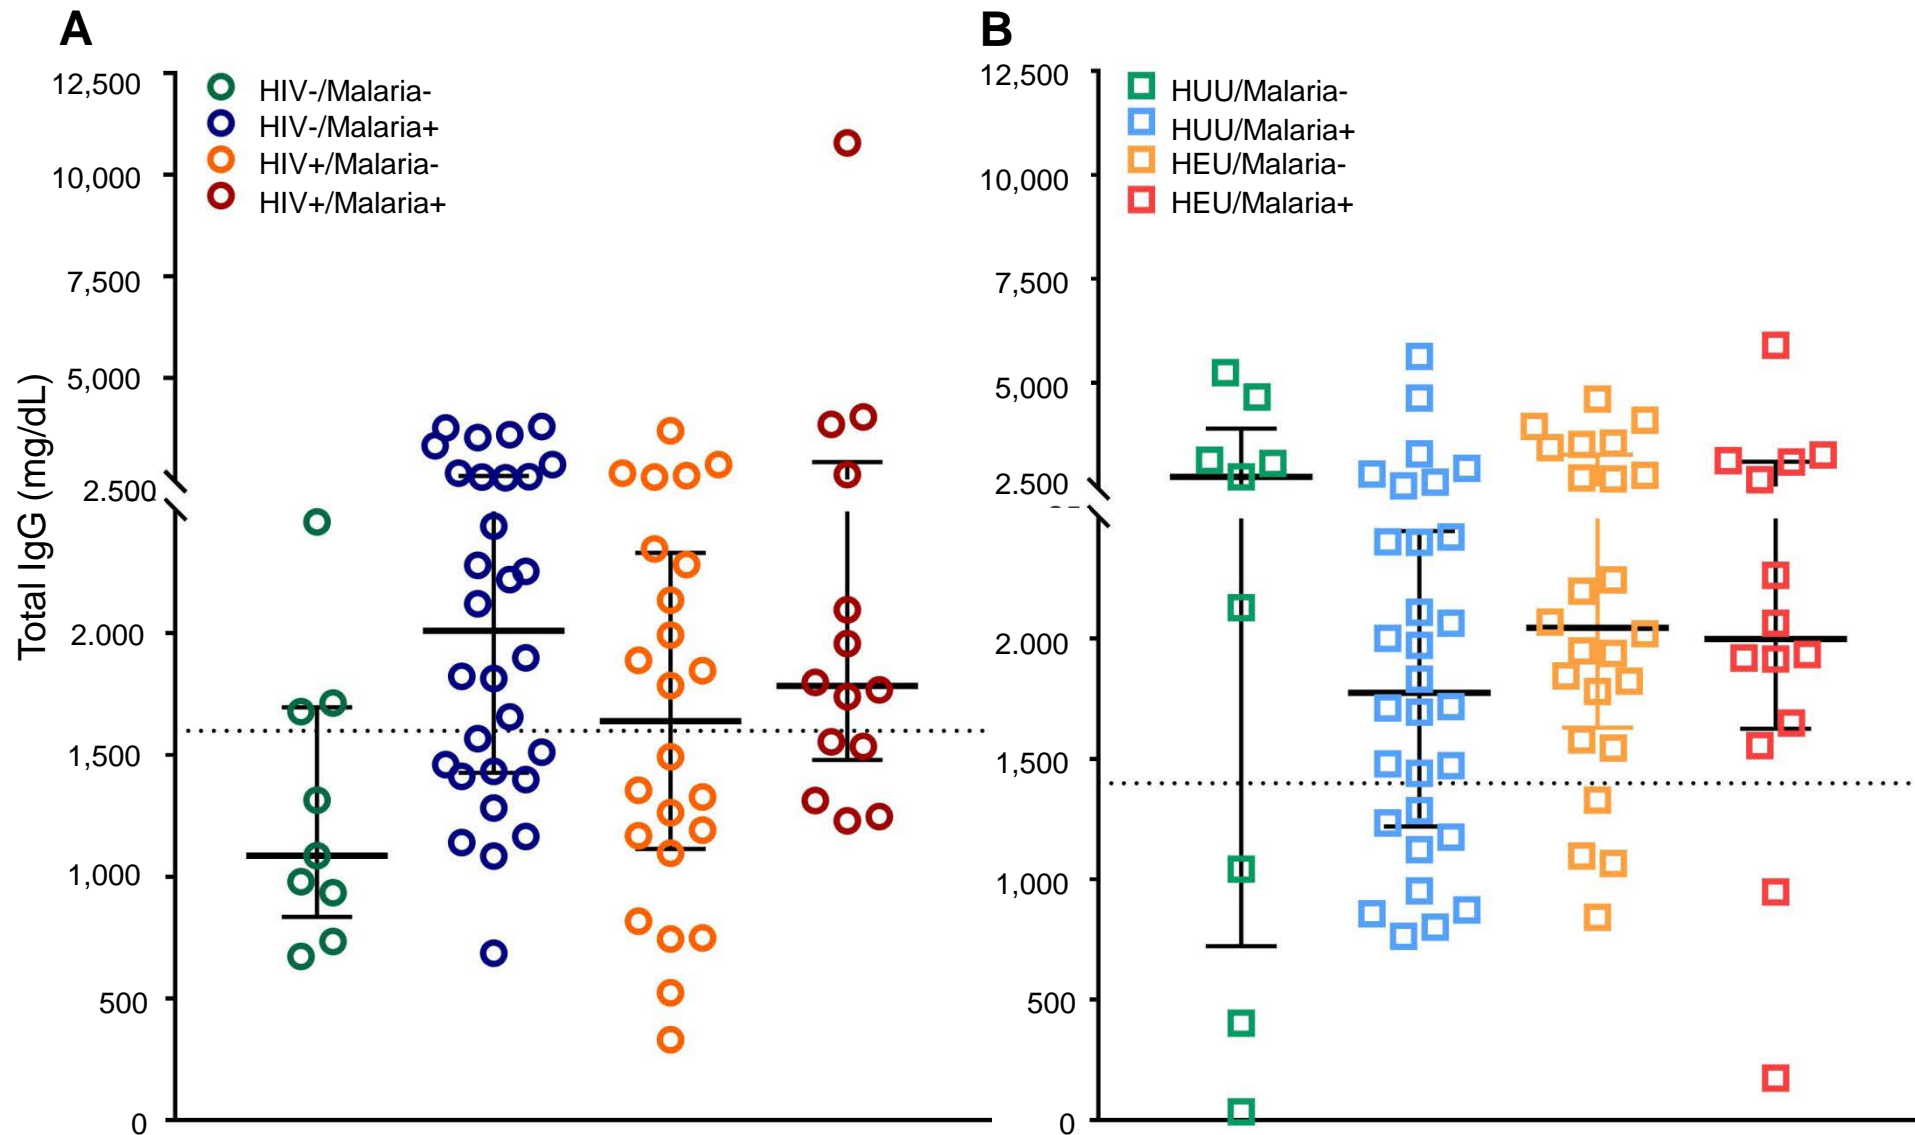 A
12,500
10,000
7,500
5,000
2.500
2.000
1,500
1,000
500
0
Total IgG (mg/dL)
HIV-/Malaria-
HIV-/Malaria+
HIV+/Malaria-
HIV+/Malaria+
B
12,500
10,000
7,500
5,000
2.500
2.000
1,500
1,000
500
0
HUU/Malaria-
HUU/Malaria+
HEU/Malaria-
HEU/Malaria+